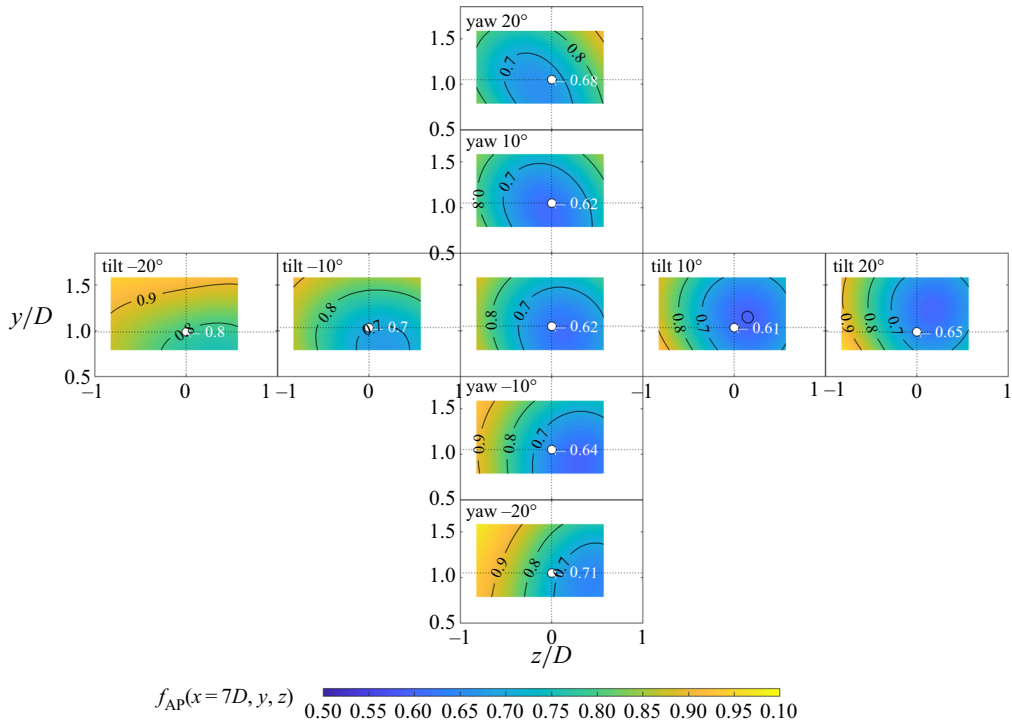 yaw 20°
1.5
0.8
0.7
1.0
0.68
0.5
yaw 10°
1.5
0.7
0.8
1.0
0.62
0.5
tilt –20° tilt –10° tilt 10° tilt 20°
1.5
0.9 0.8 0.8 0.8 0.7 0.9 0.8 0.7
y/D 1.0 0.8 0.8 0.7 0.7 0.7 0.62 0.61 0.65
0.5
–1 0 1 –1 0 –1 0 1 –1 0 1
yaw –10°
1.5
0.9 0.8 0.7
1.0 0.64
0.5
yaw –20°
1.5
0.9 0.8 0.7
1.0 0.71
0.5
–1 0 1
z/D
f AP(x = 7D, y, z)
0.50 0.55 0.60 0.65 0.70 0.75 0.80 0.85 0.90 0.95 0.10